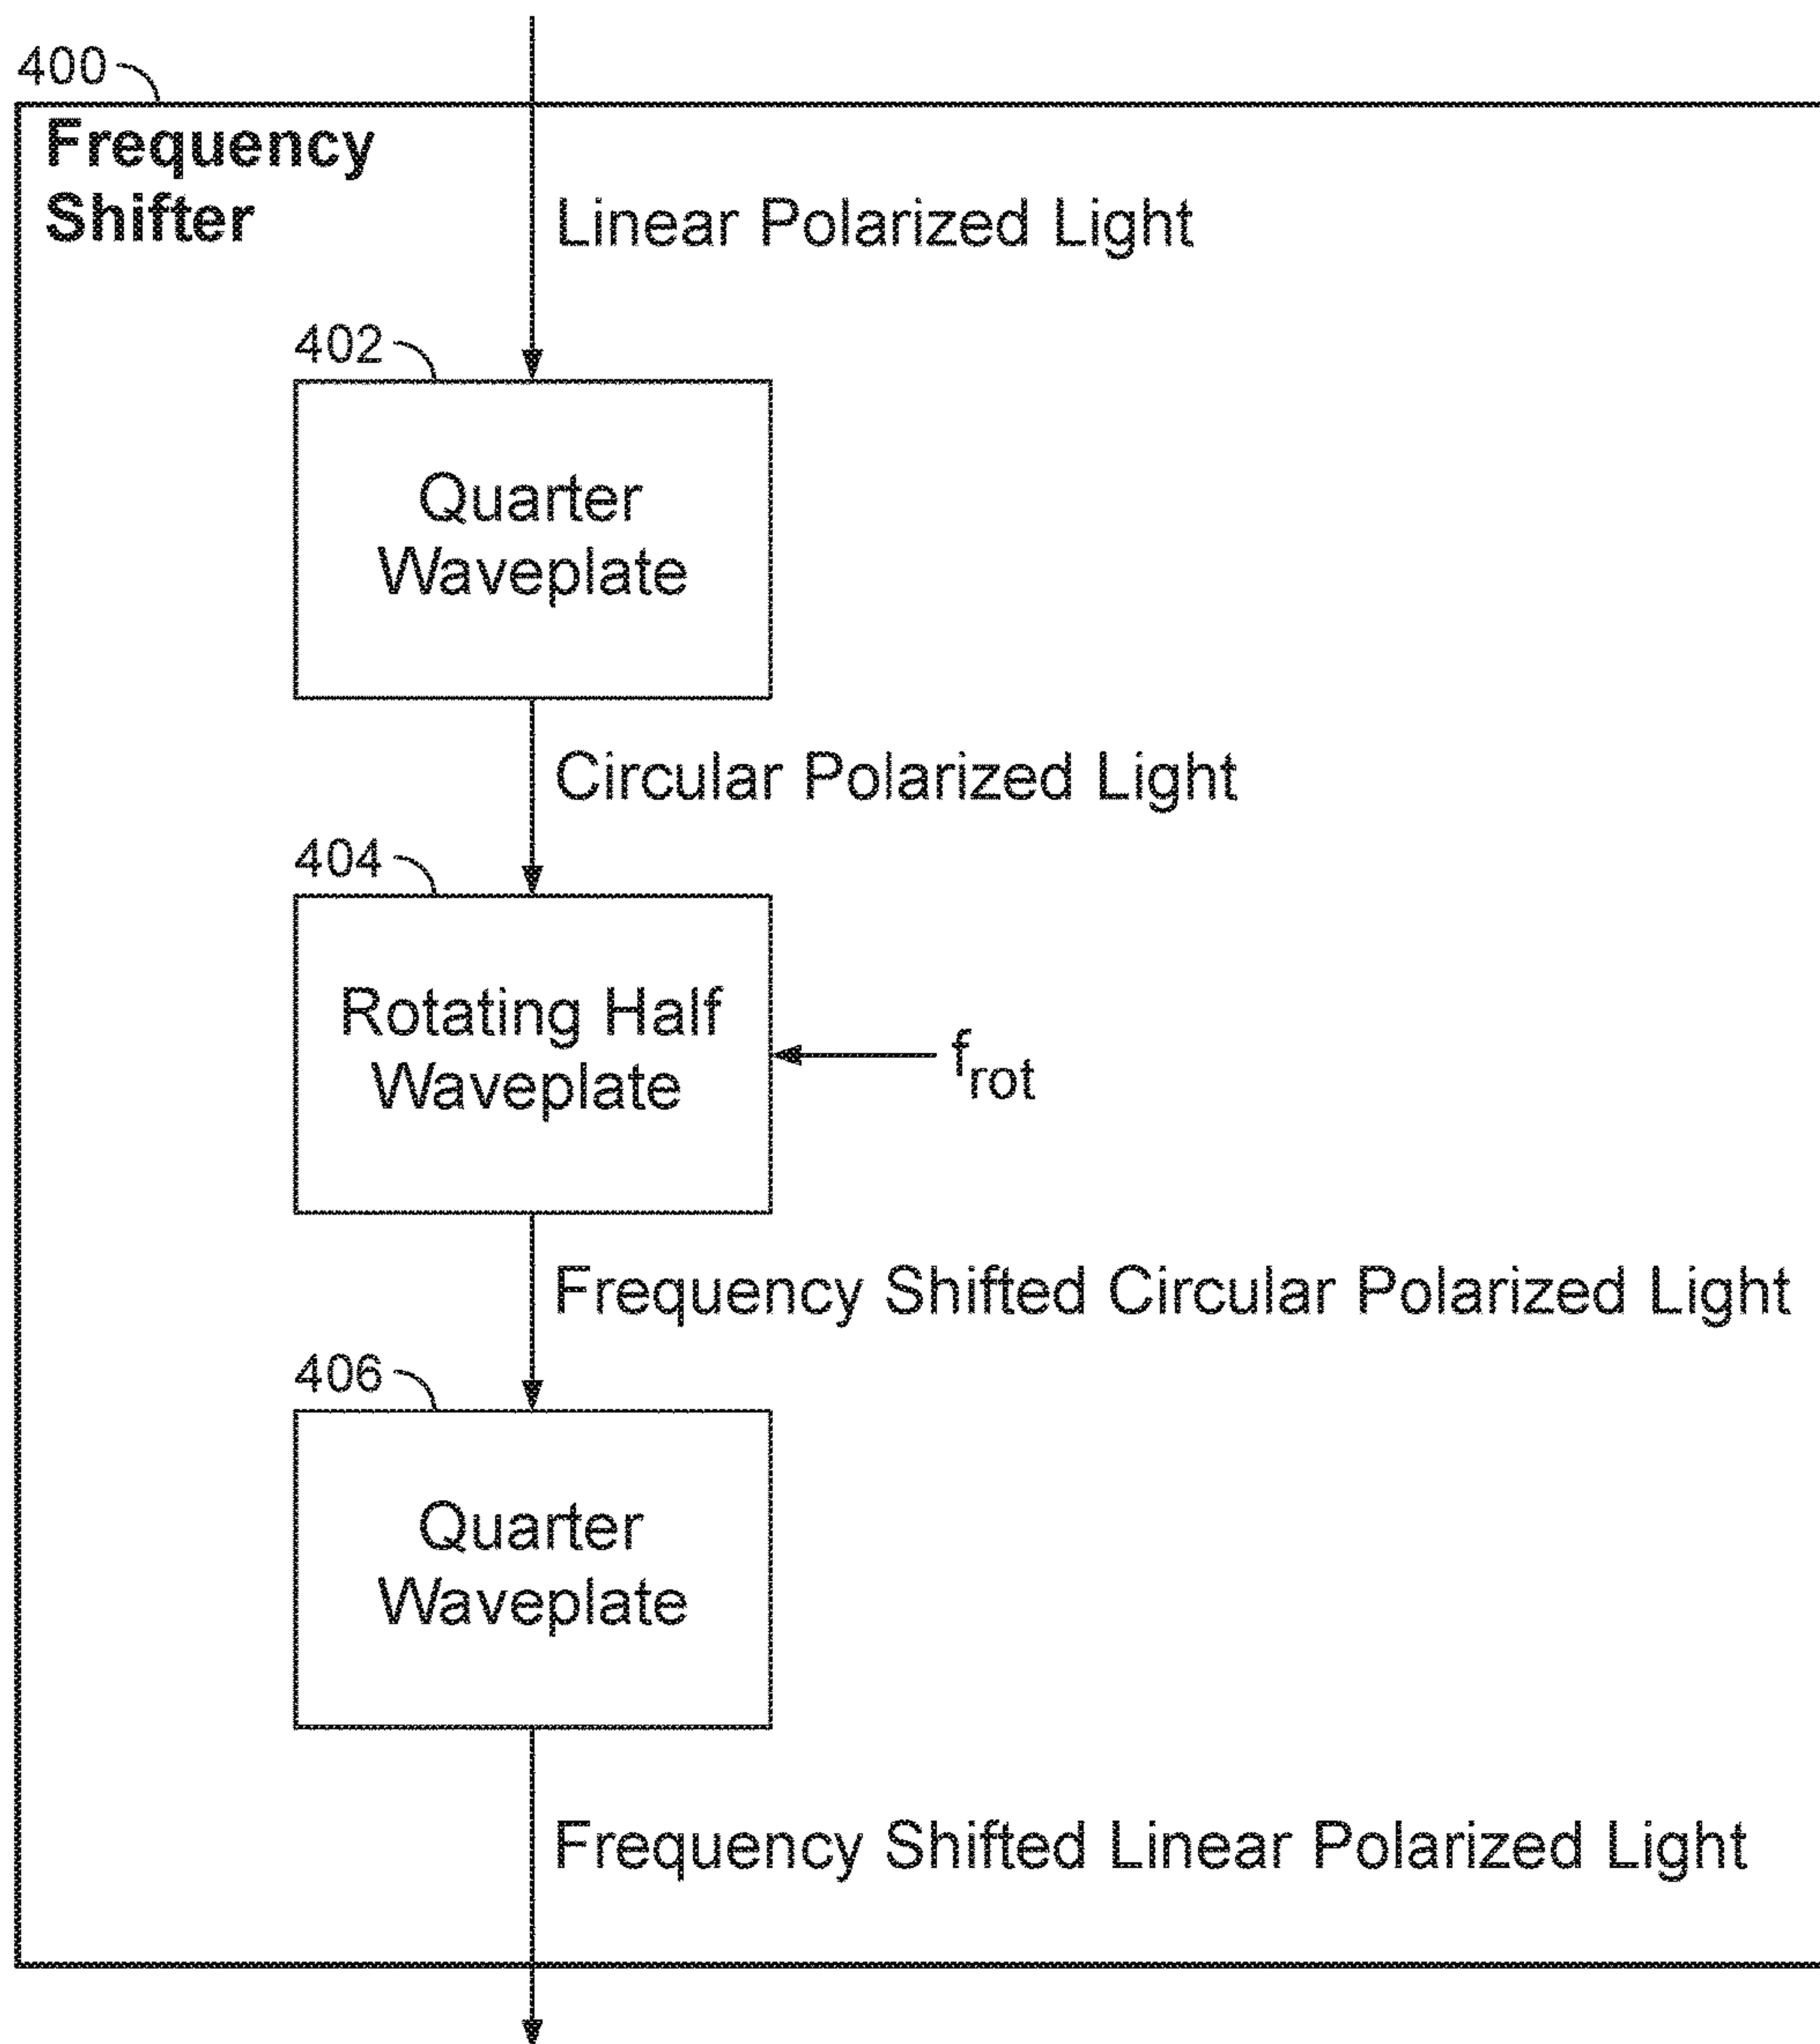 400
Frequency
Shifter
Linear Polarized Light
402
Quarter
Waveplate
Circular Polarized Light
404
Rotating Half
Waveplate
f_rot
Frequency Shifted Circular Polarized Light
406
Quarter
Waveplate
Frequency Shifted Linear Polarized Light